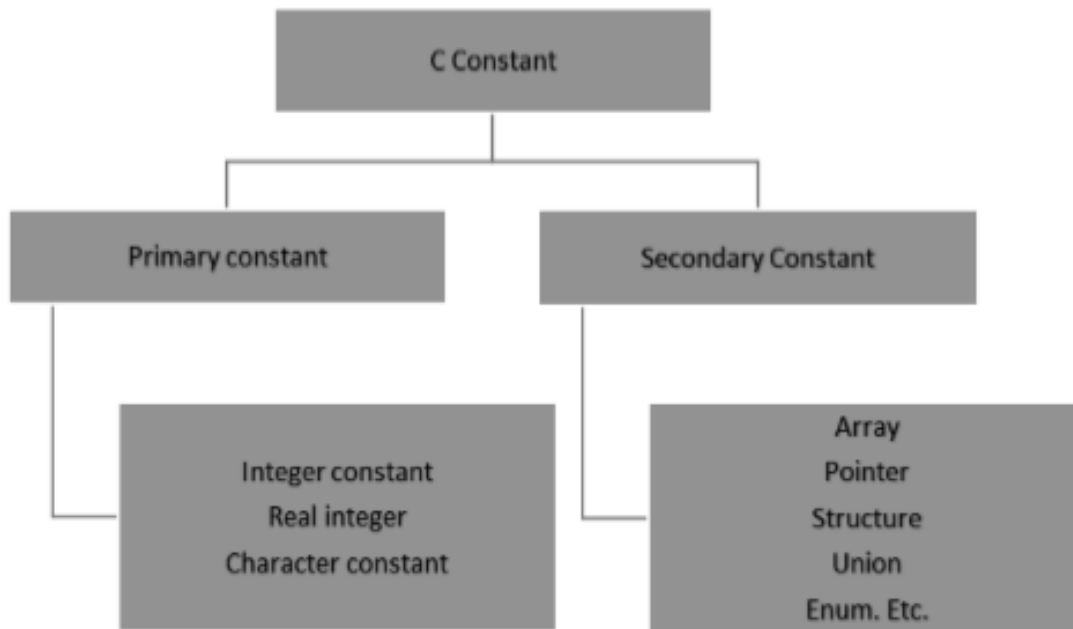 C Constant
Primary constant
Secondary Constant
Integer constant
Real integer
Character constant
Array
Pointer
Structure
Union
Enum. Etc.